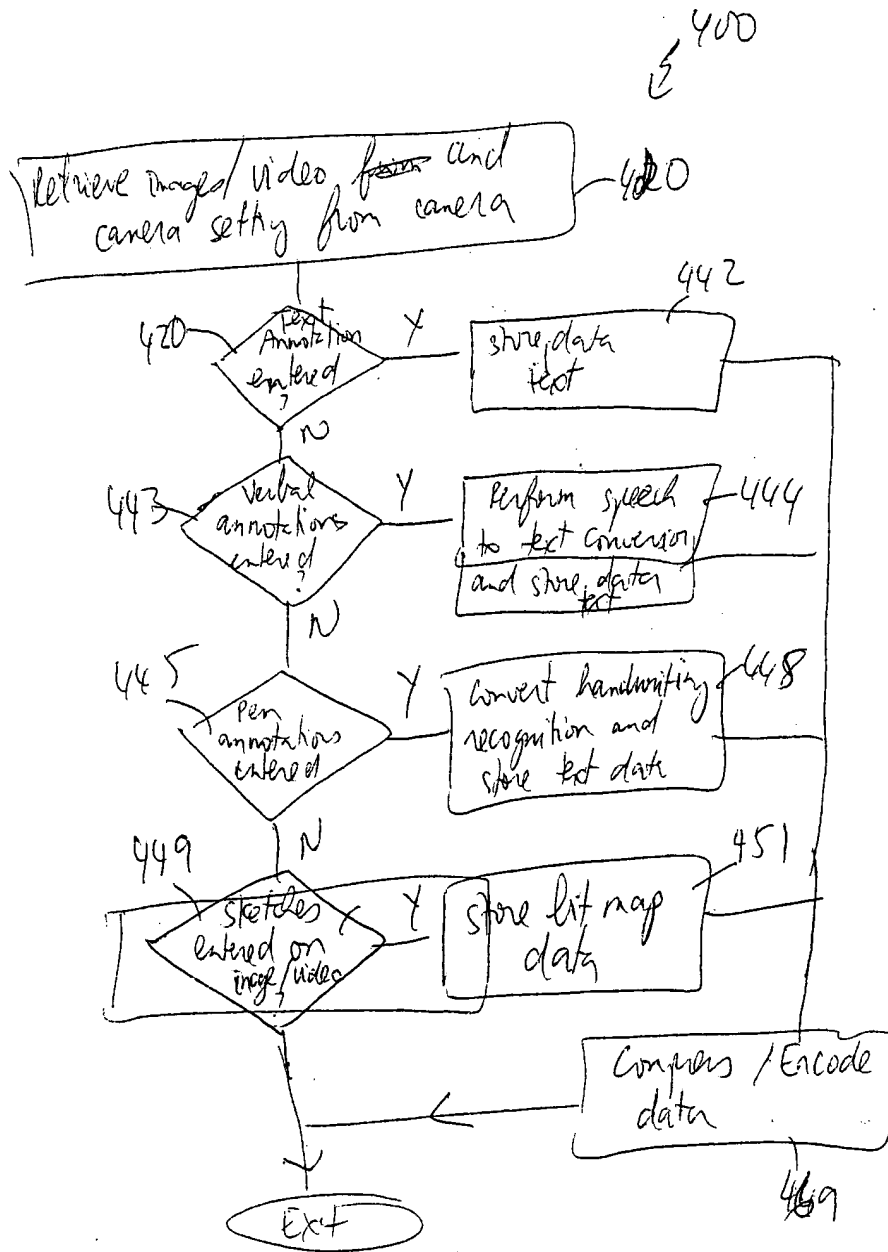 400
Retrieve images/video and
camera setting from camera
420
text
Annotation
entered
?
Y
442
store data
text
N
443
Verbal
annotations
entered
?
Y
Perform speech
to text conversion
and store data
text
444
N
445
Pen
annotations
entered
Y
Convert handwriting
recognition and
store text data
448
N
449
Sketches
entered on
image/video
?
Y
store bit map
data
451
Compress / Encode
data
Exit